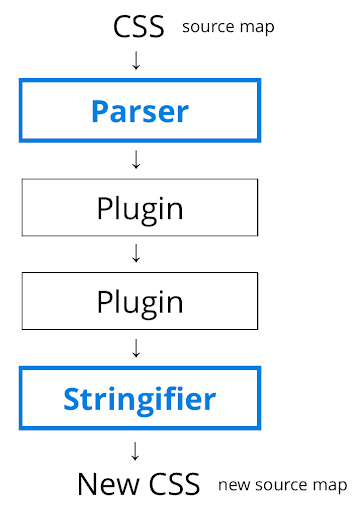 CSS source map
↓
Parser
↓
Plugin
↓
Plugin
↓
Stringifier
↓
New CSS new source map